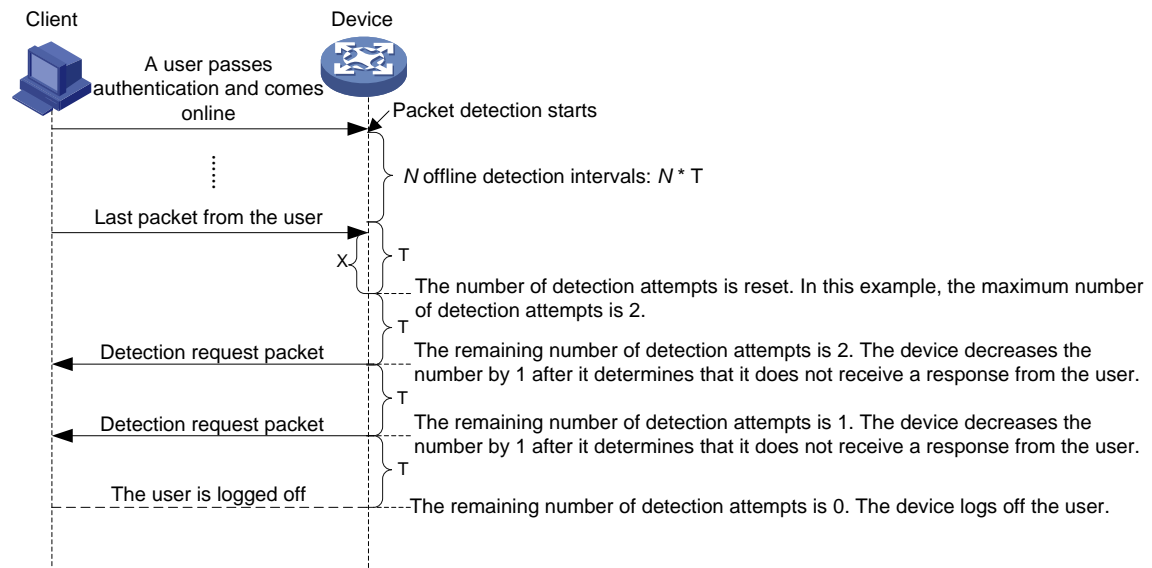 Client
Device
A user passes
authentication and comes
online
Packet detection starts
N offline detection intervals: N * T
Last packet from the user
X
T
The number of detection attempts is reset. In this example, the maximum number
of detection attempts is 2.
T
Detection request packet
The remaining number of detection attempts is 2. The device decreases the
number by 1 after it determines that it does not receive a response from the user.
T
Detection request packet
The remaining number of detection attempts is 1. The device decreases the
number by 1 after it determines that it does not receive a response from the user.
T
The user is logged off
The remaining number of detection attempts is 0. The device logs off the user.